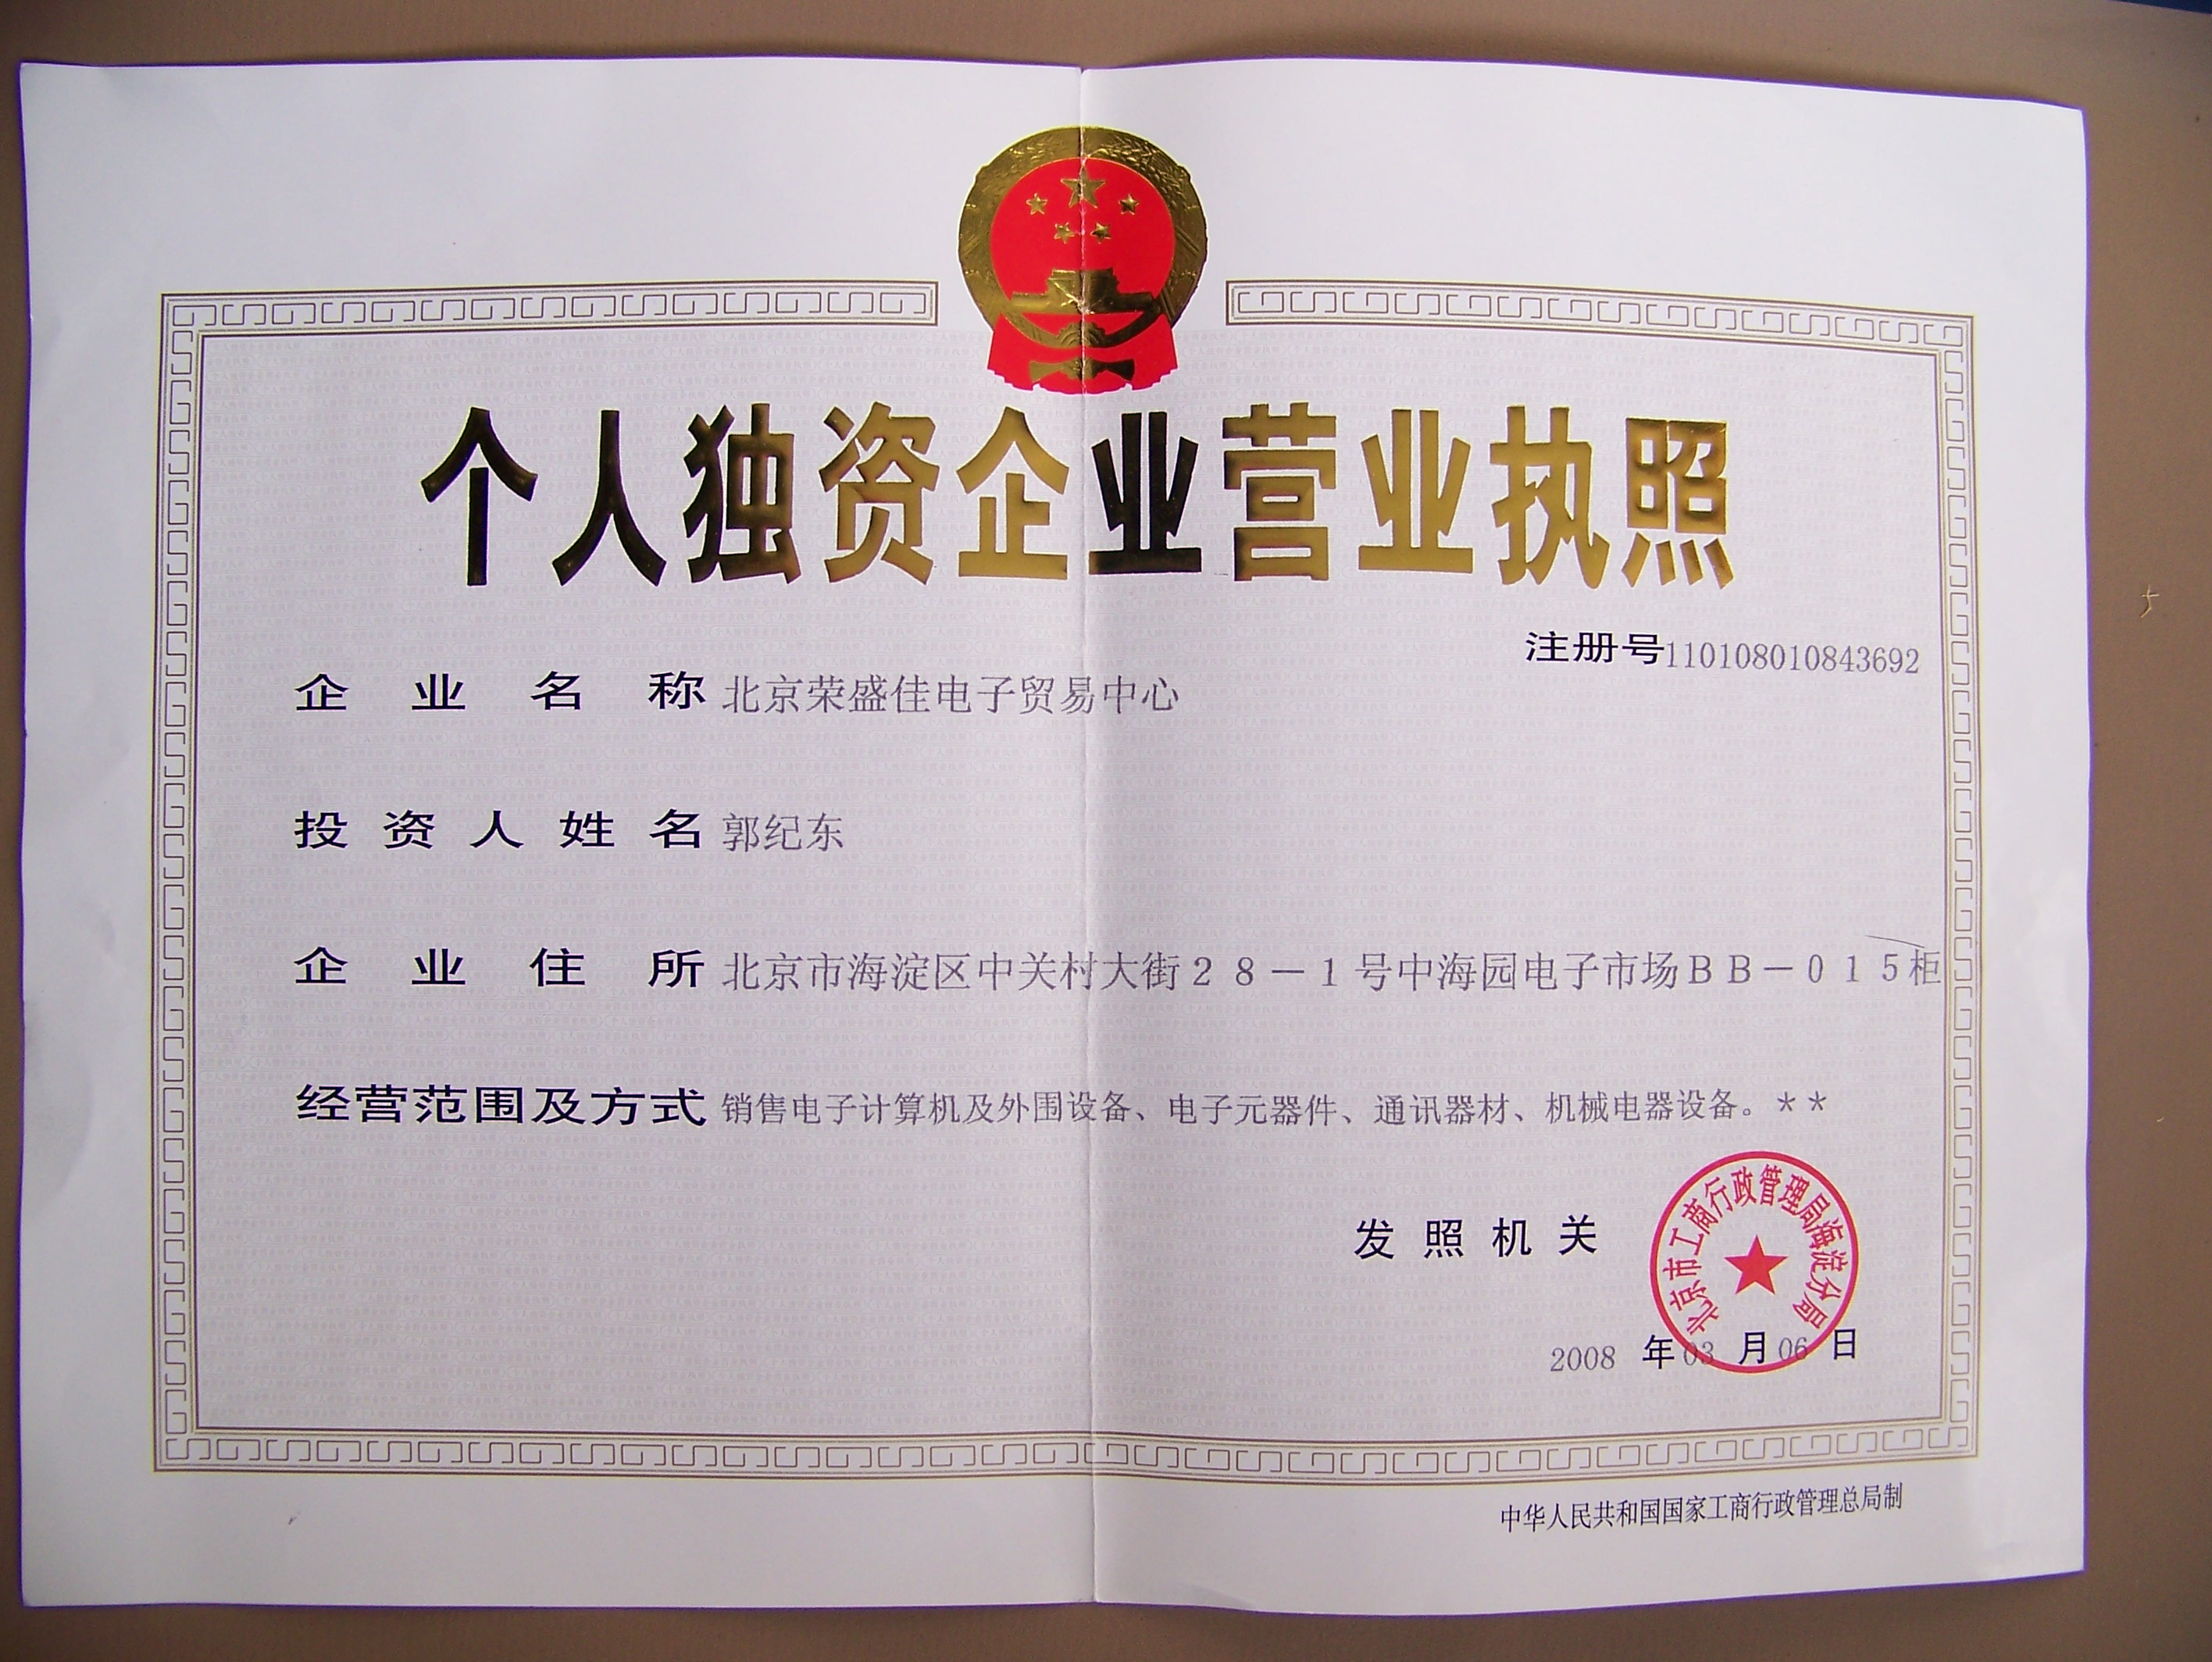 个人独资企业营业执照
注册号110108010843692
企业名称 北京荣盛佳电子贸易中心
投资人姓名 郭纪东
企业住所 北京市海淀区中关村大街28-1号中海园电子市场BB-015柜
经营范围及方式 销售电子计算机及外围设备、电子元器件、通讯器材、机械电器设备。**
发照机关
北京市工商行政管理局海淀分局
2008 年 03 月 06 日
中华人民共和国国家工商行政管理总局制